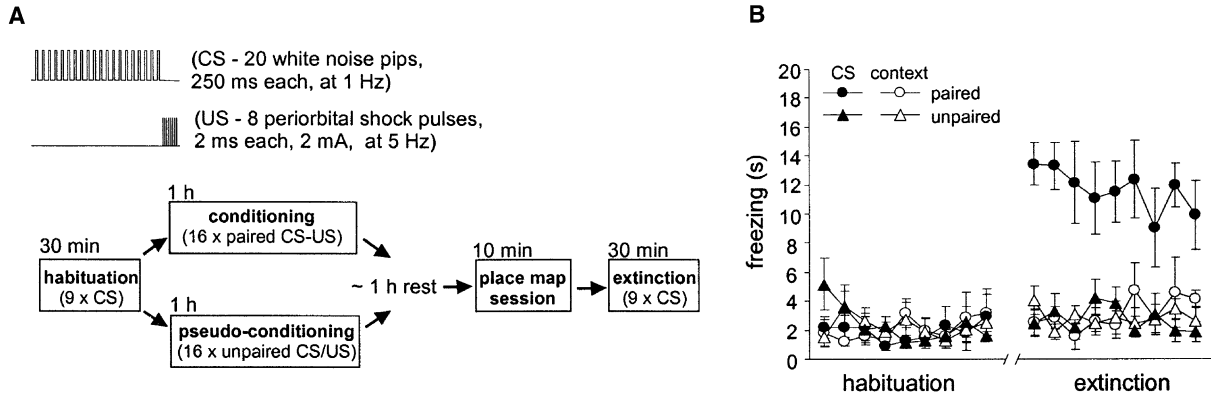 A
(CS - 20 white noise pips,
250 ms each, at 1 Hz)
(US - 8 periorbital shock pulses,
2 ms each, 2 mA, at 5 Hz)
30 min
habituation
(9 x CS)
1 h
conditioning
(16 x paired CS-US)
1 h
pseudo-conditioning
(16 x unpaired CS/US)
~ 1 h rest
10 min
place map
session
30 min
extinction
(9 x CS)
B
freezing (s)
20
18
16
14
12
10
8
6
4
2
0
CS context
paired
unpaired
habituation
extinction